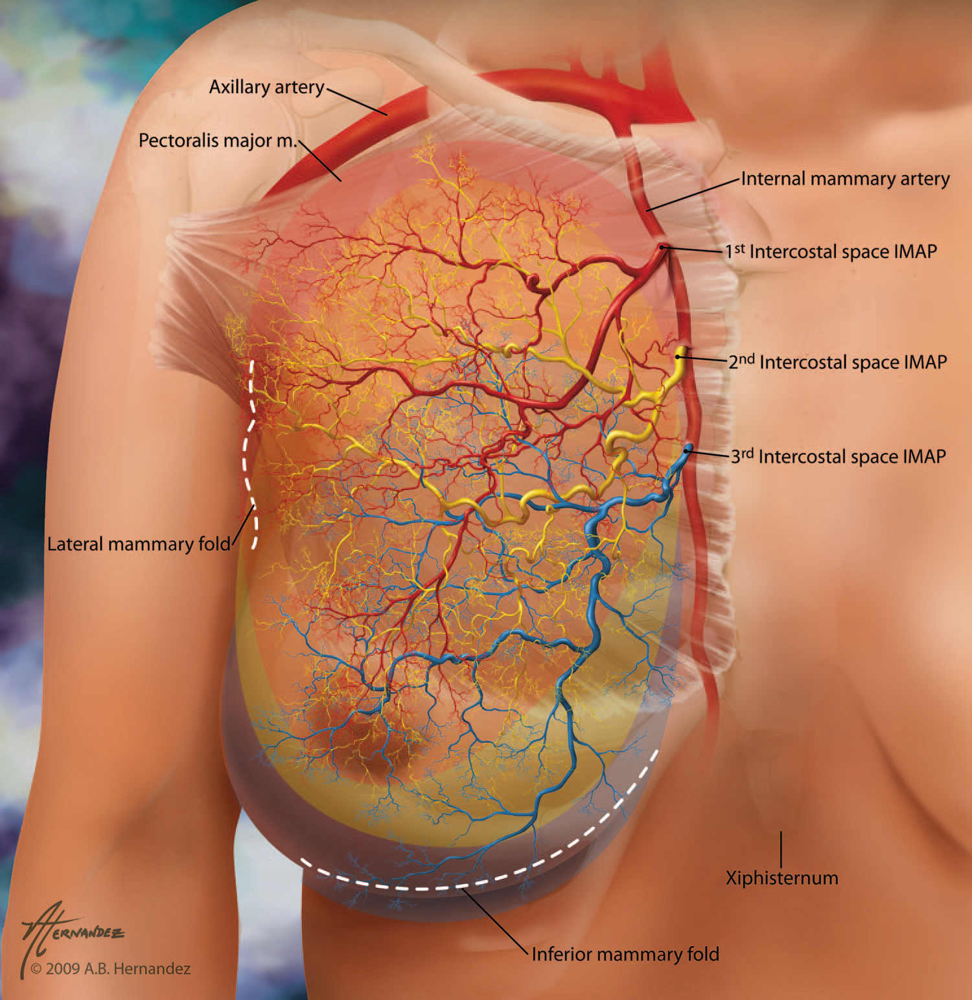 Axillary artery
Pectoralis major m.
Internal mammary artery
1st Intercostal space IMAP
2nd Intercostal space IMAP
3rd Intercostal space IMAP
Lateral mammary fold
Xiphisternum
Inferior mammary fold
HERNANDEZ
© 2009 A.B. Hernandez